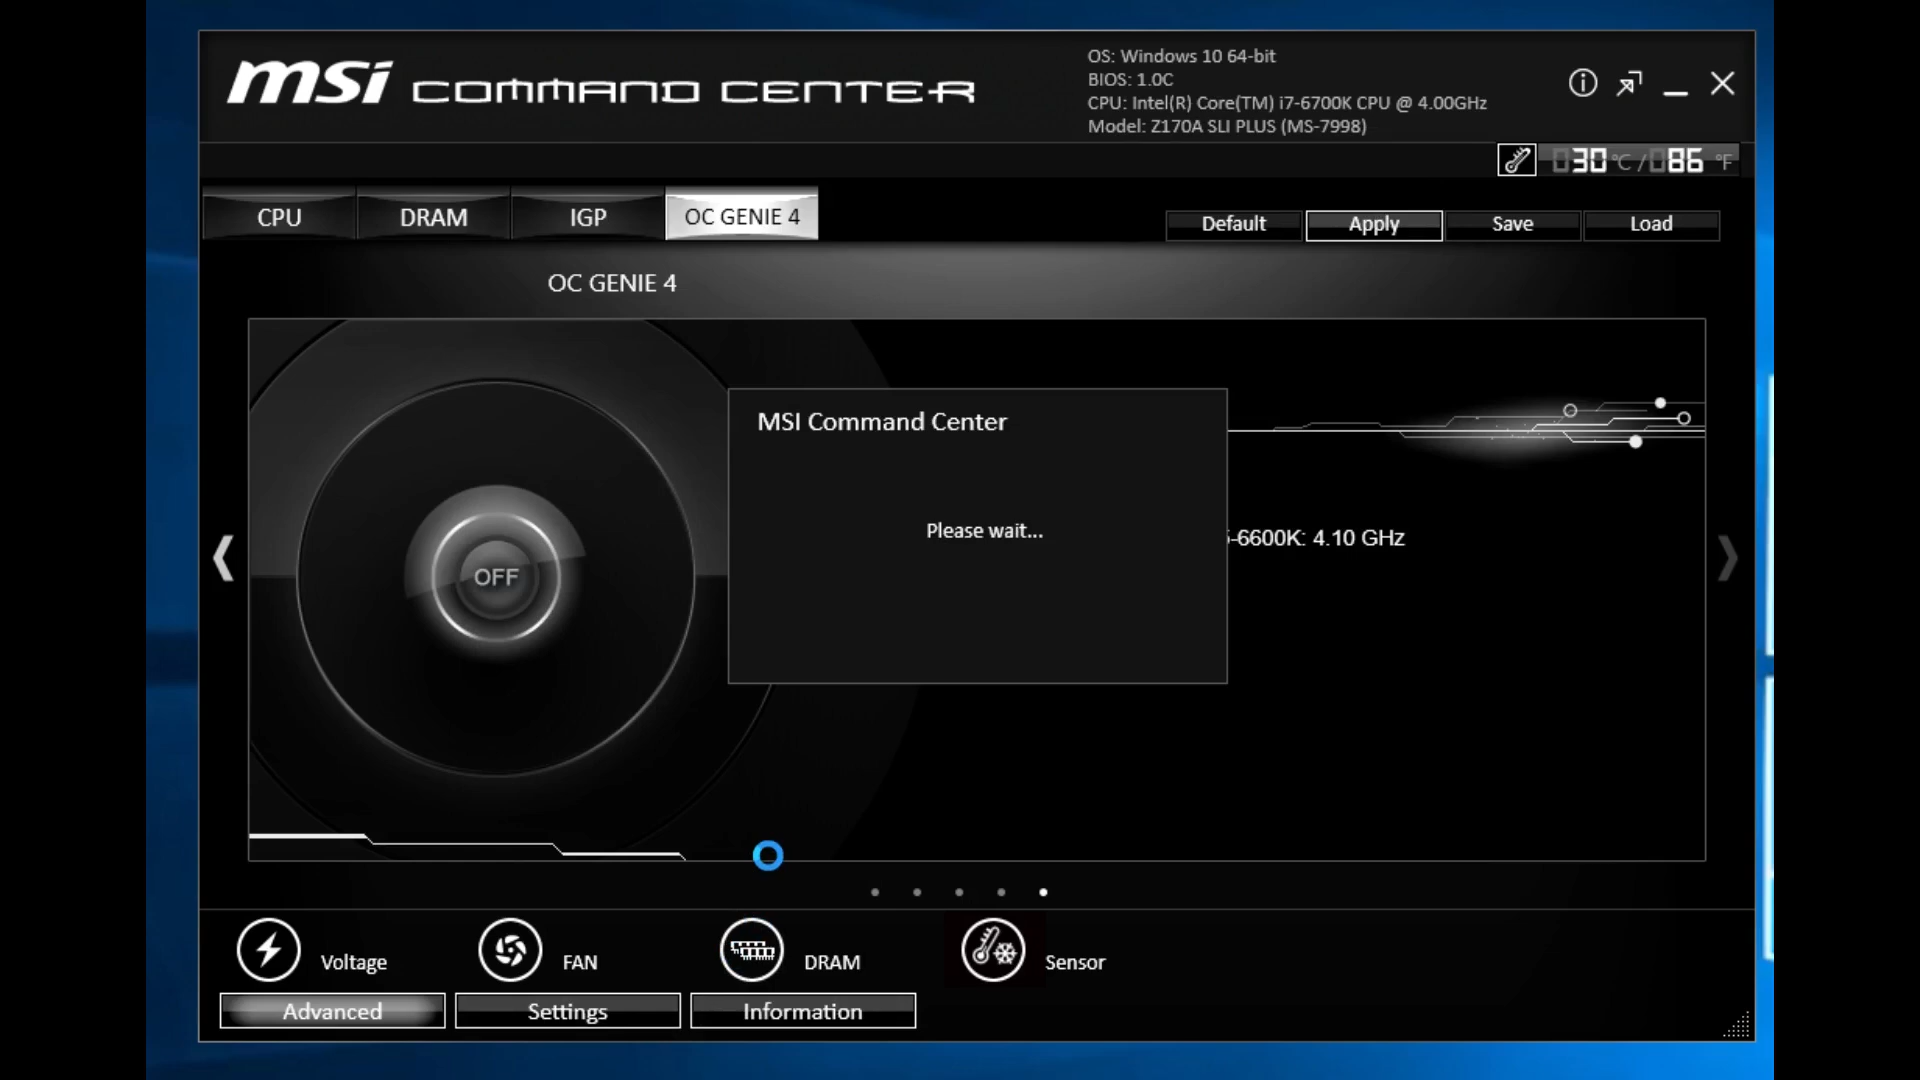 msi COMMAND CENTER
OS: Windows 10 64-bit
BIOS: 1.0C
CPU: Intel(R) Core(TM) i7-6700K CPU @ 4.00GHz
Model: Z170A SLI PLUS (MS-7998)
30 °C / 86 °F
CPU
DRAM
IGP
OC GENIE 4
Default
Apply
Save
Load
OC GENIE 4
MSI Command Center
Please wait...
-6600K: 4.10 GHz
OFF
Voltage
FAN
DRAM
Sensor
Advanced
Settings
Information